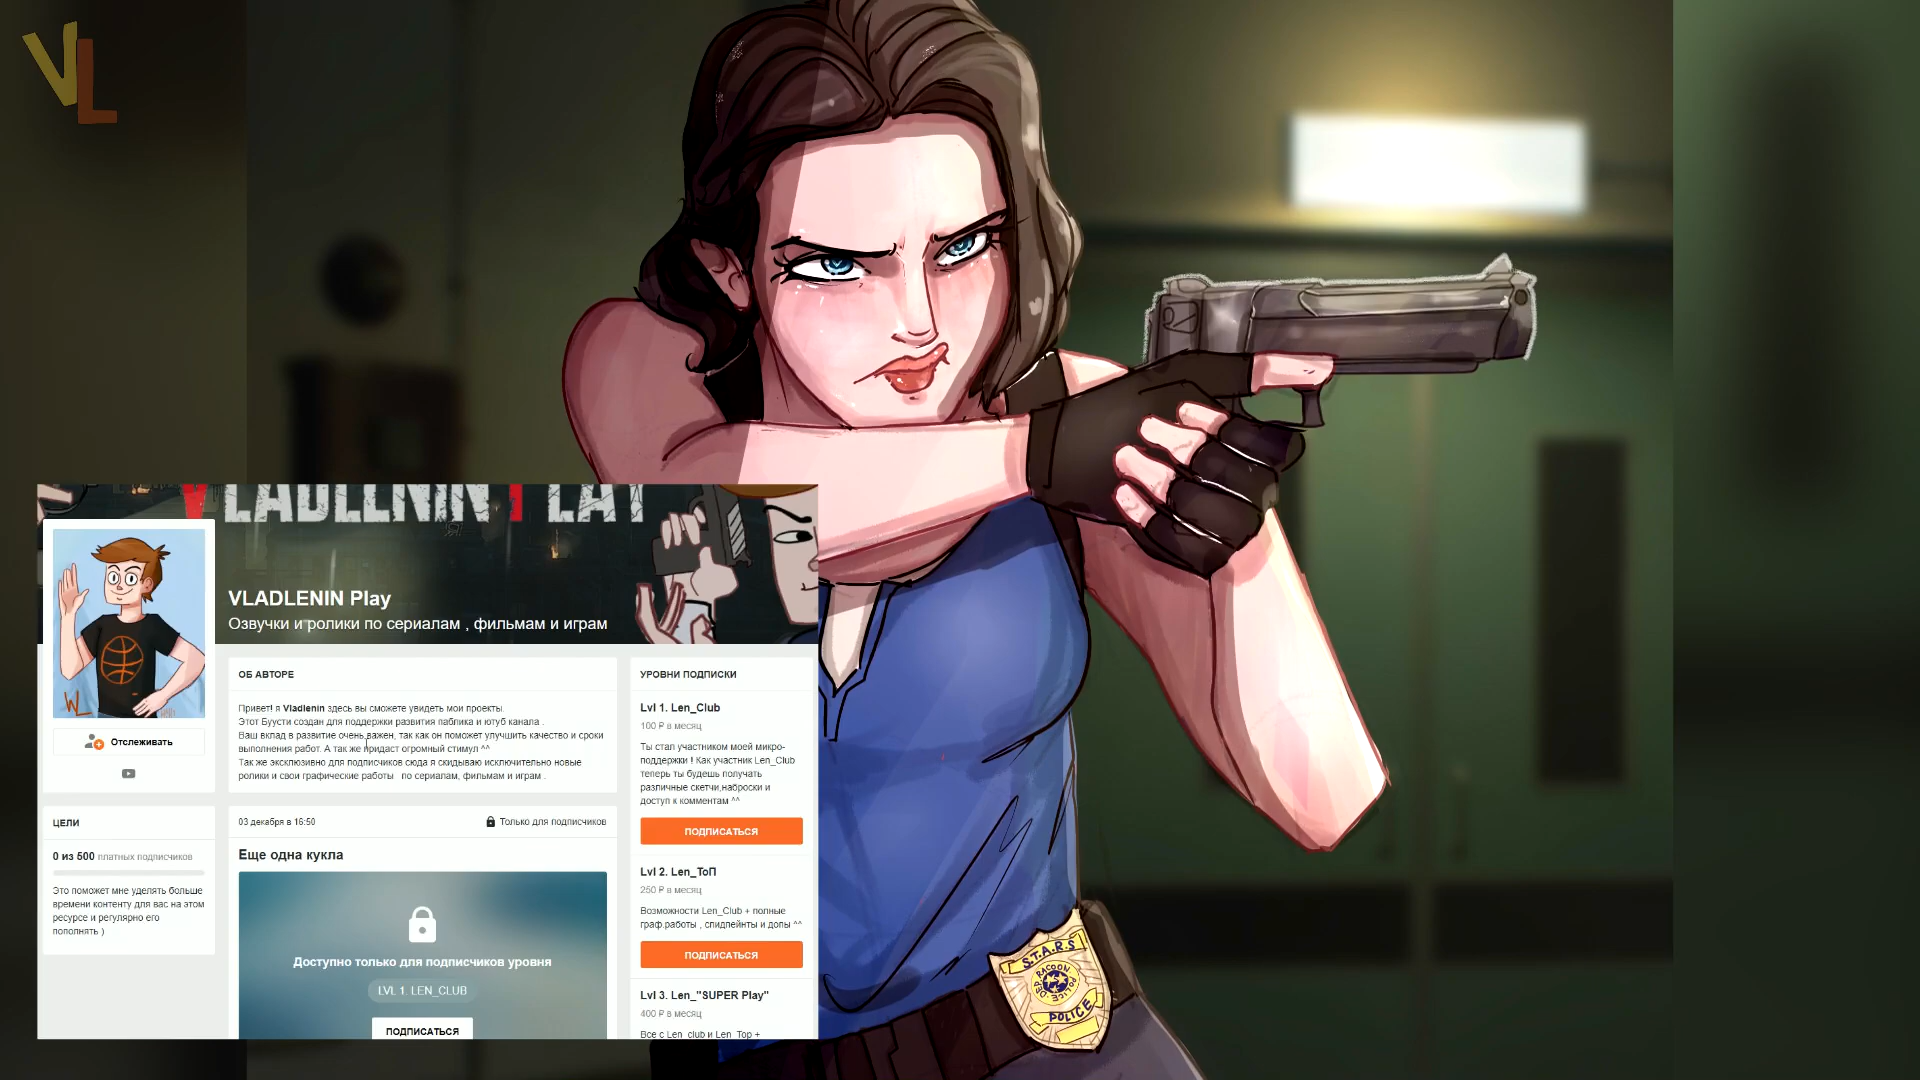 VL
VLADLENIN PLAY
VLADLENIN Play
Озвучки и ролики по сериалам , фильмам и играм
Отслеживать
ЦЕЛИ
0 из 500 платных подписчиков
Это поможет мне уделять больше
времени контенту для вас на этом
ресурсе и регулярно его
пополнять )
ОБ АВТОРЕ
Привет! я Vladlenin здесь вы сможете увидеть мои проекты.
Этот Буусти создан для поддержки развития паблика и ютуб канала .
Ваш вклад в развитие очень,важен, так как он поможет улучшить качество и сроки
выполнения работ. А так же придаст огромный стимул ^^
Так же эксклюзивно для подписчиков сюда я скидываю исключительно новые
ролики и свои графические работы по сериалам, фильмам и играм .
03 декабря в 16:50
Только для подписчиков
Еще одна кукла
Доступно только для подписчиков уровня
LVL 1. LEN_CLUB
ПОДПИСАТЬСЯ
УРОВНИ ПОДПИСКИ
Lvl 1. Len_Club
100 ₽ в месяц
Ты стал участником моей микро-
поддержки ! Как участник Len_Club
теперь ты будешь получать
различные скетчи,наброски и
доступ к комментам ^^
ПОДПИСАТЬСЯ
Lvl 2. Len_ТоП
250 ₽ в месяц
Возможности Len_Club + полные
граф.работы , спидпейнты и допы ^^
ПОДПИСАТЬСЯ
Lvl 3. Len_"SUPER Play"
400 ₽ в месяц
Все с Len_club и Len_Top +
S.T.A.R.S
RACOON
POLICE DEP.
POLICE